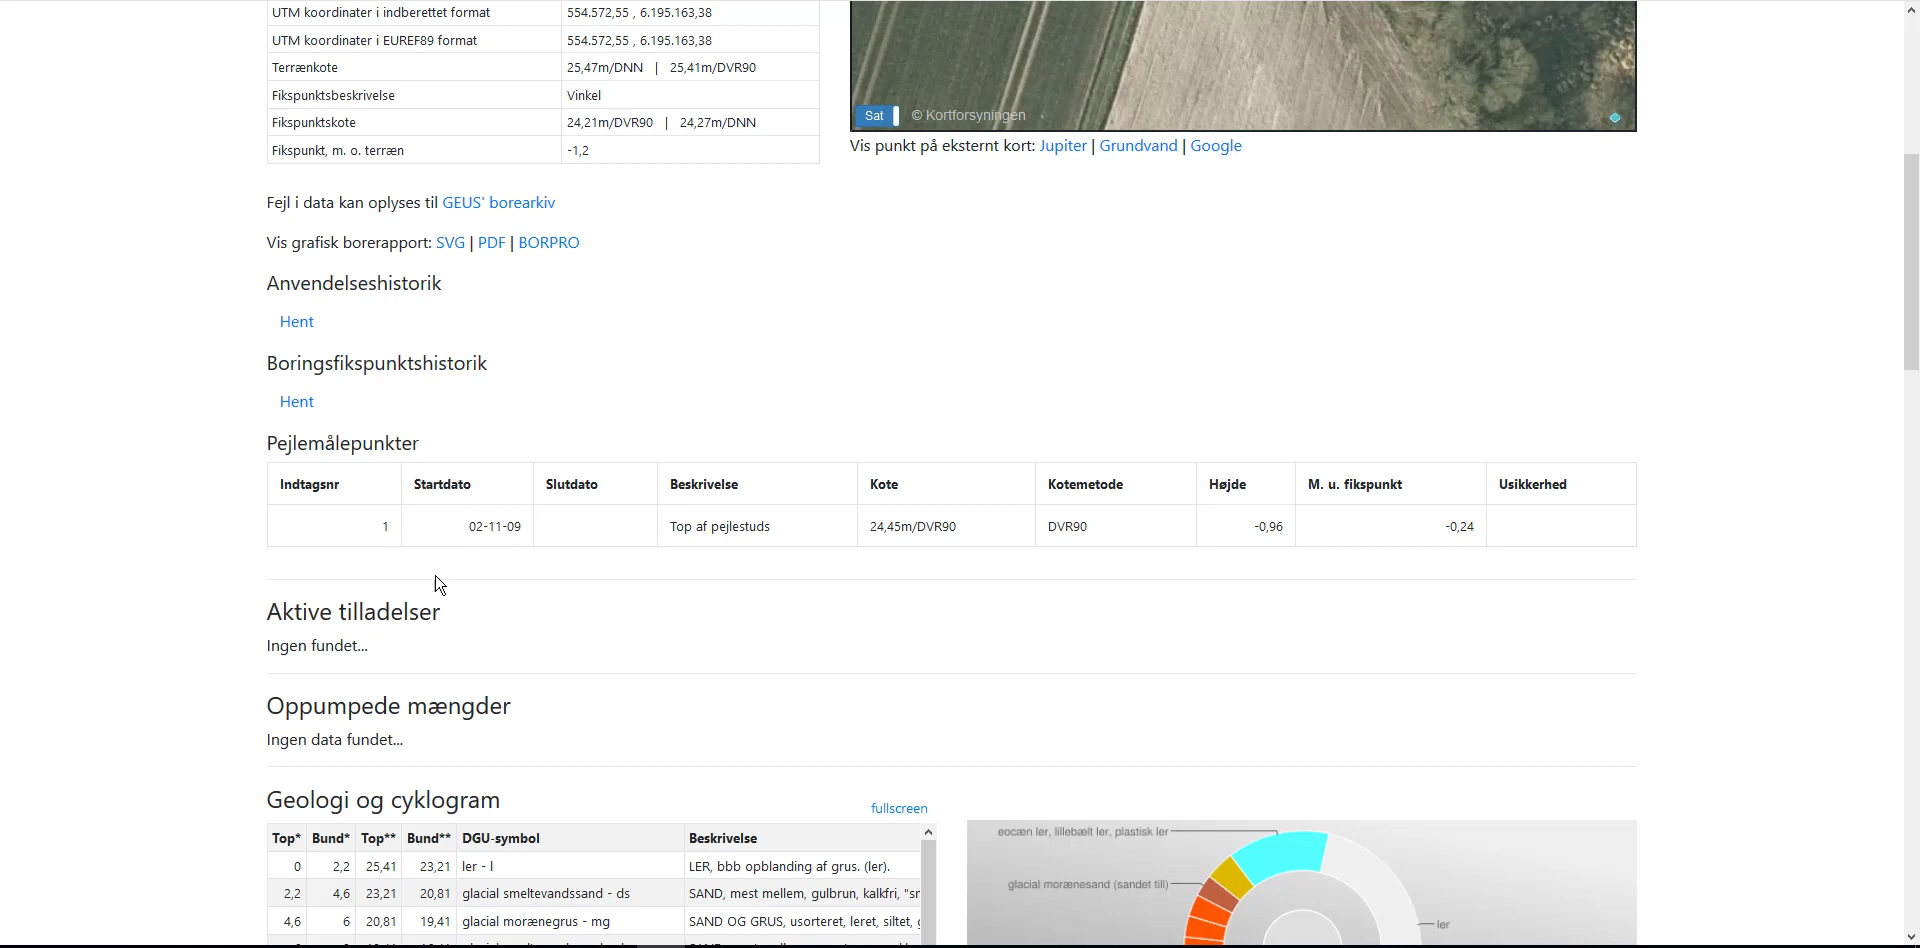 UTM koordinater i indberettet format 554.572,55 , 6.195.163,38
UTM koordinater i EUREF89 format 554.572,55 , 6.195.163,38
Terrænkote 25,47m/DNN | 25,41m/DVR90
Fikspunktsbeskrivelse Vinkel
Fikspunktskote 24,21m/DVR90 | 24,27m/DNN
Fikspunkt, m. o. terræn -1,2
Sat © Kortforsyningen
Vis punkt på eksternt kort: Jupiter | Grundvand | Google
Fejl i data kan oplyses til GEUS' borearkiv
Vis grafisk borerapport: SVG | PDF | BORPRO
Anvendelseshistorik
Hent
Boringsfikspunktshistorik
Hent
Pejlemålepunkter
Indtagsnr Startdato Slutdato Beskrivelse Kote Kotemetode Højde M. u. fikspunkt Usikkerhed
1 02-11-09 Top af pejlestuds 24,45m/DVR90 DVR90 -0,96 -0,24
Aktive tilladelser
Ingen fundet...
Oppumpede mængder
Ingen data fundet...
Geologi og cyklogram
fullscreen
Top* Bund* Top** Bund** DGU-symbol Beskrivelse
0 2,2 25,41 23,21 ler - l LER, bbb opblanding af grus. (ler).
2,2 4,6 23,21 20,81 glacial smeltevandssand - ds SAND, mest mellem, gulbrun, kalkfri, "sr
4,6 6 20,81 19,41 glacial morænegrus - mg SAND OG GRUS, usorteret, leret, siltet,
eocæn ler, lillebælt ler, plastisk ler
glacial morænesand (sandet till)
ler